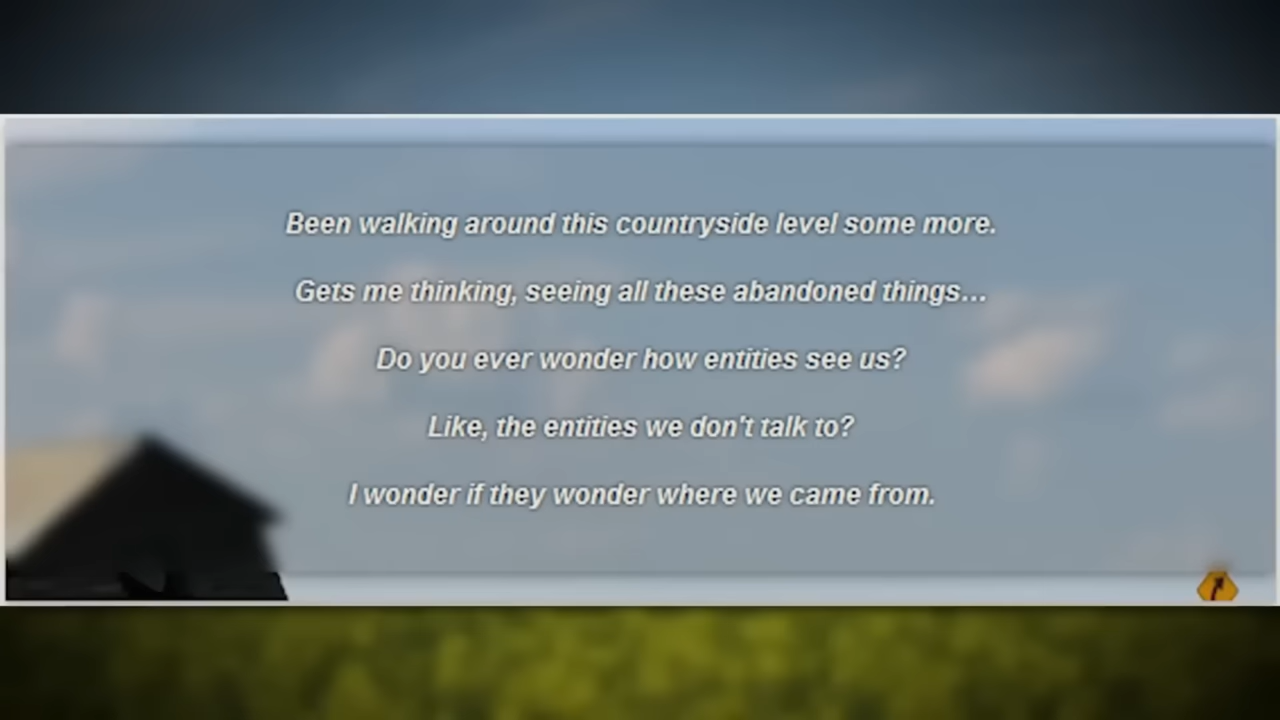 Been walking around this countryside level some more.
Gets me thinking, seeing all these abandoned things...
Do you ever wonder how entities see us?
Like, the entities we don't talk to?
I wonder if they wonder where we came from.